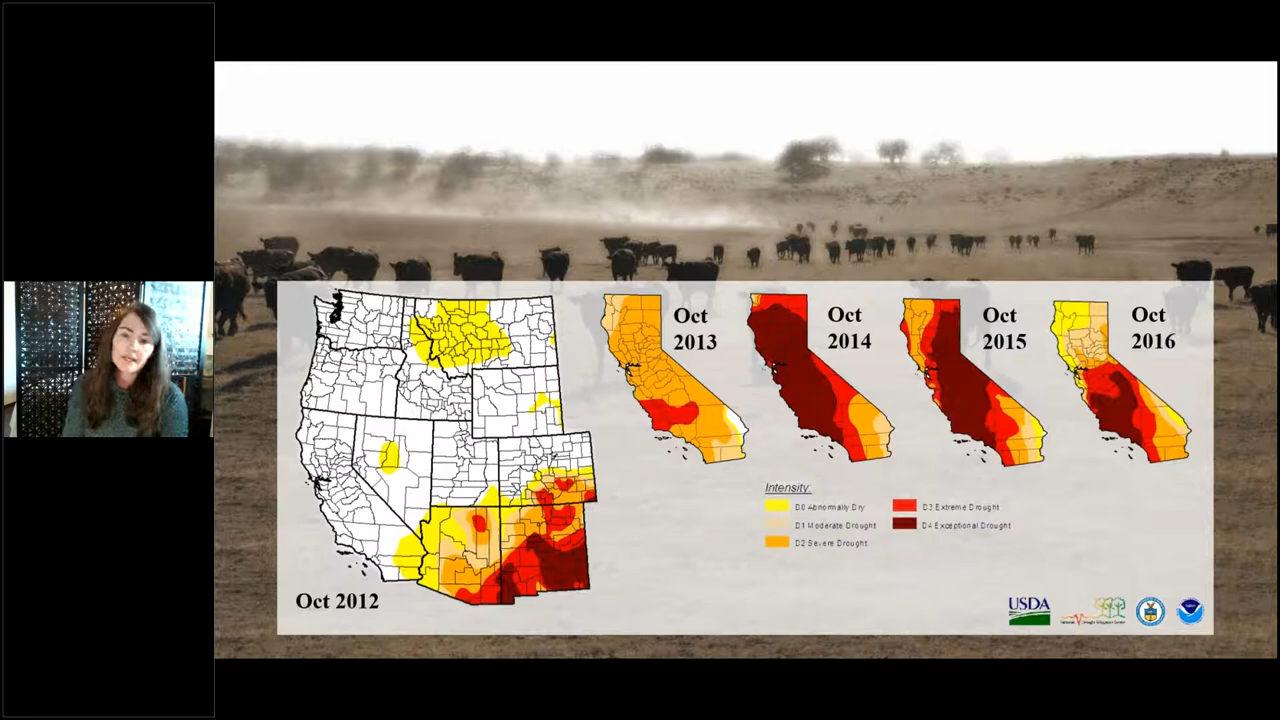 Oct
2013
Oct
2014
Oct
2015
Oct
2016
Intensity:
D0 Abnormally Dry
D1 Moderate Drought
D2 Severe Drought
D3 Extreme Drought
D4 Exceptional Drought
Oct 2012
USDA